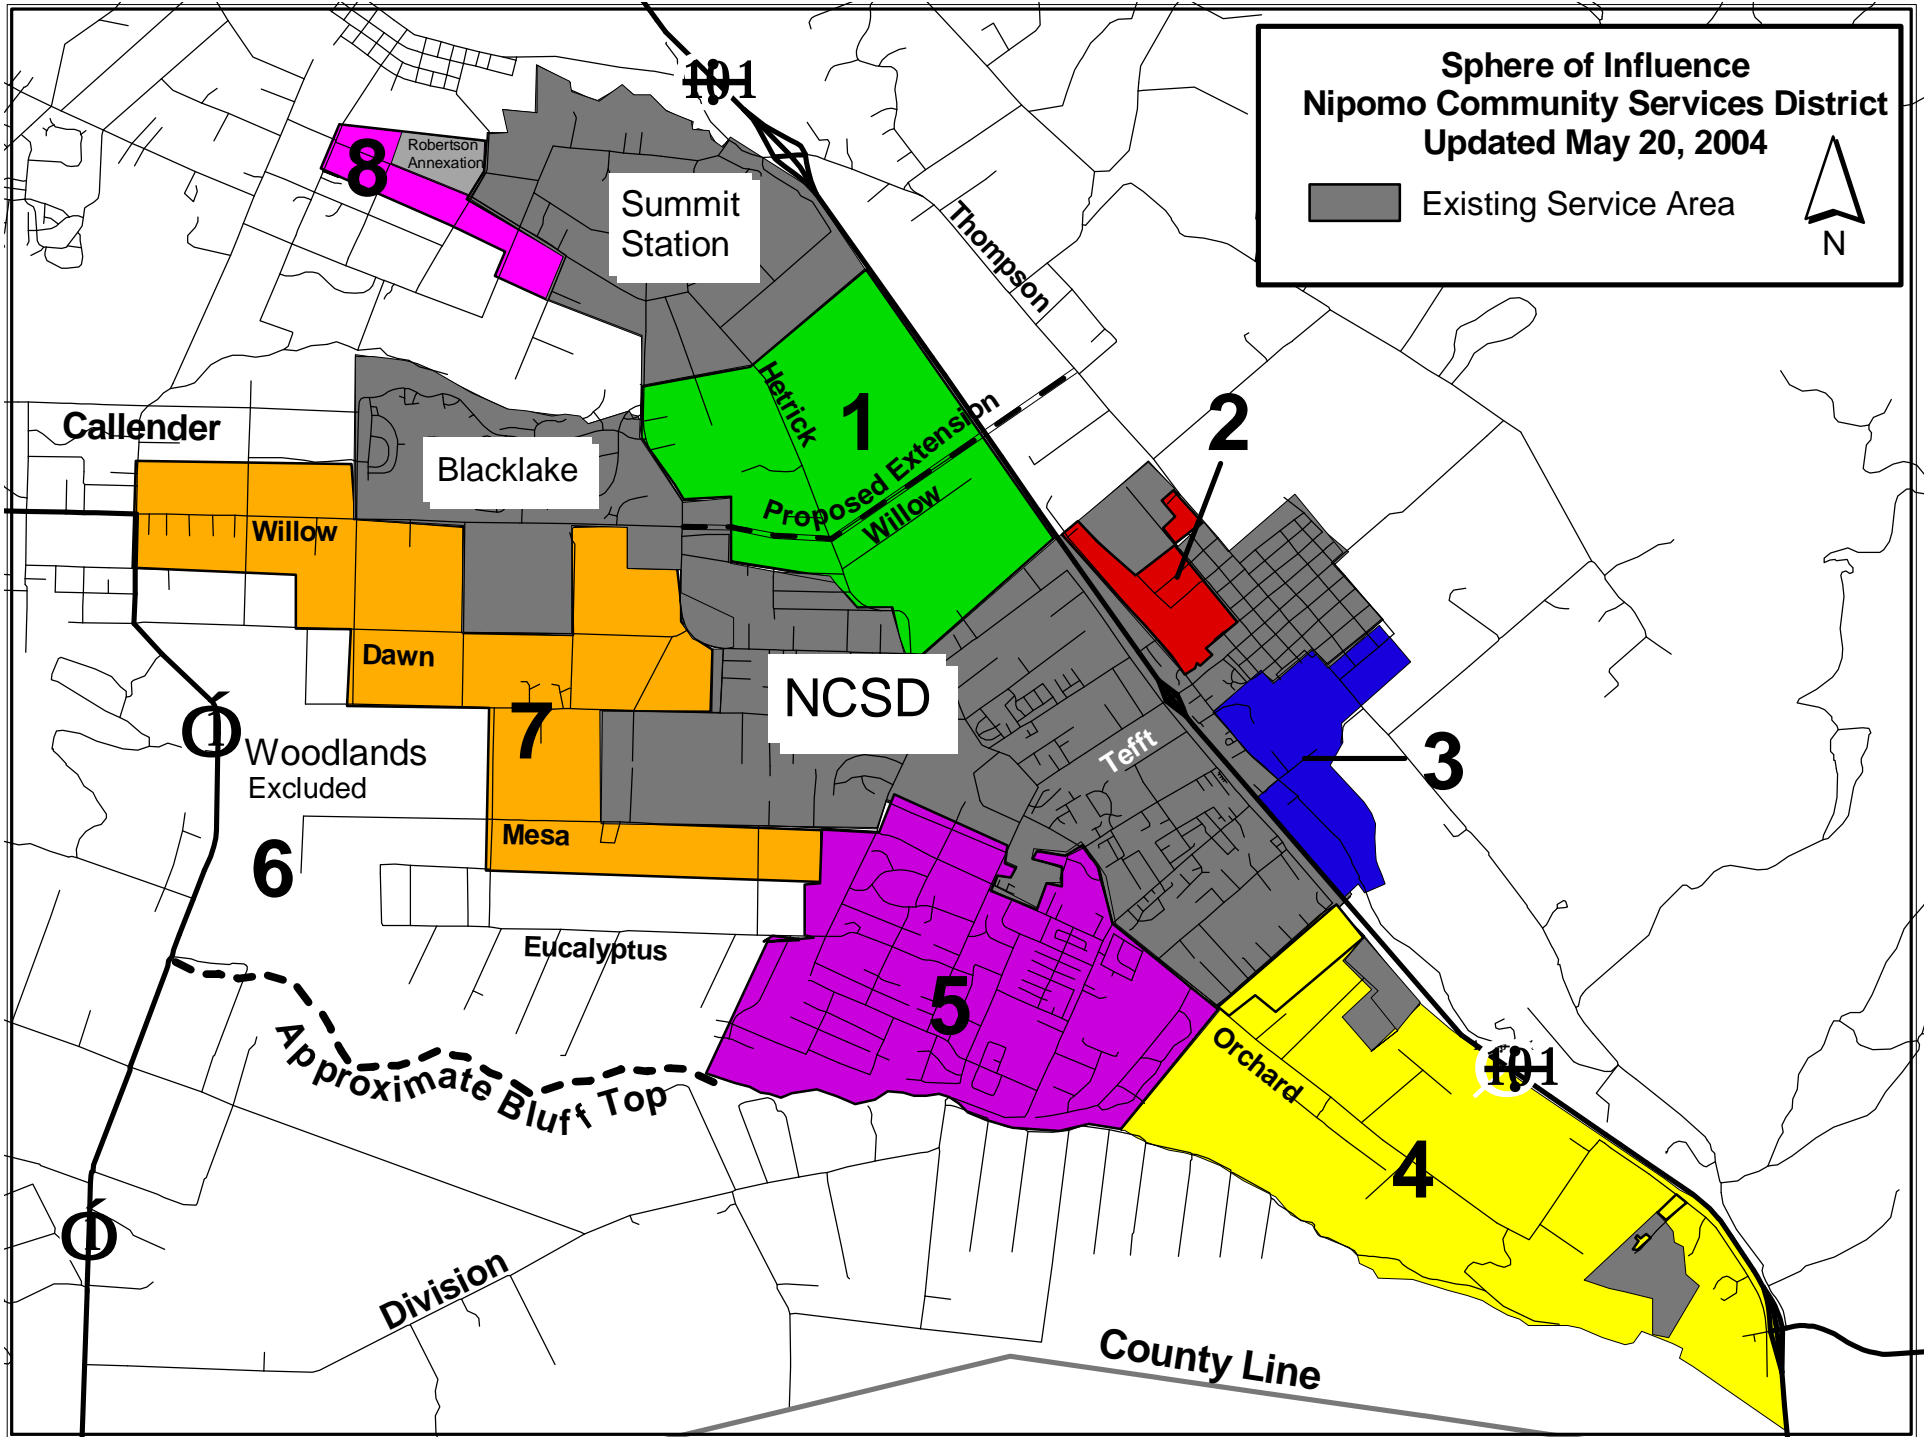 Sphere of Influence
Nipomo Community Services District
Updated May 20, 2004
Existing Service Area
N
101
8
Robertson
Annexation
Summit
Station
Thompson
Hetrick
1
2
Callender
Blacklake
Proposed Extension
Willow
Willow
Dawn
NCSD
7
Tefft
3
1
Woodlands
Excluded
Mesa
6
Eucalyptus
5
Orchard
101
Approximate Bluff Top
4
1
Division
County Line